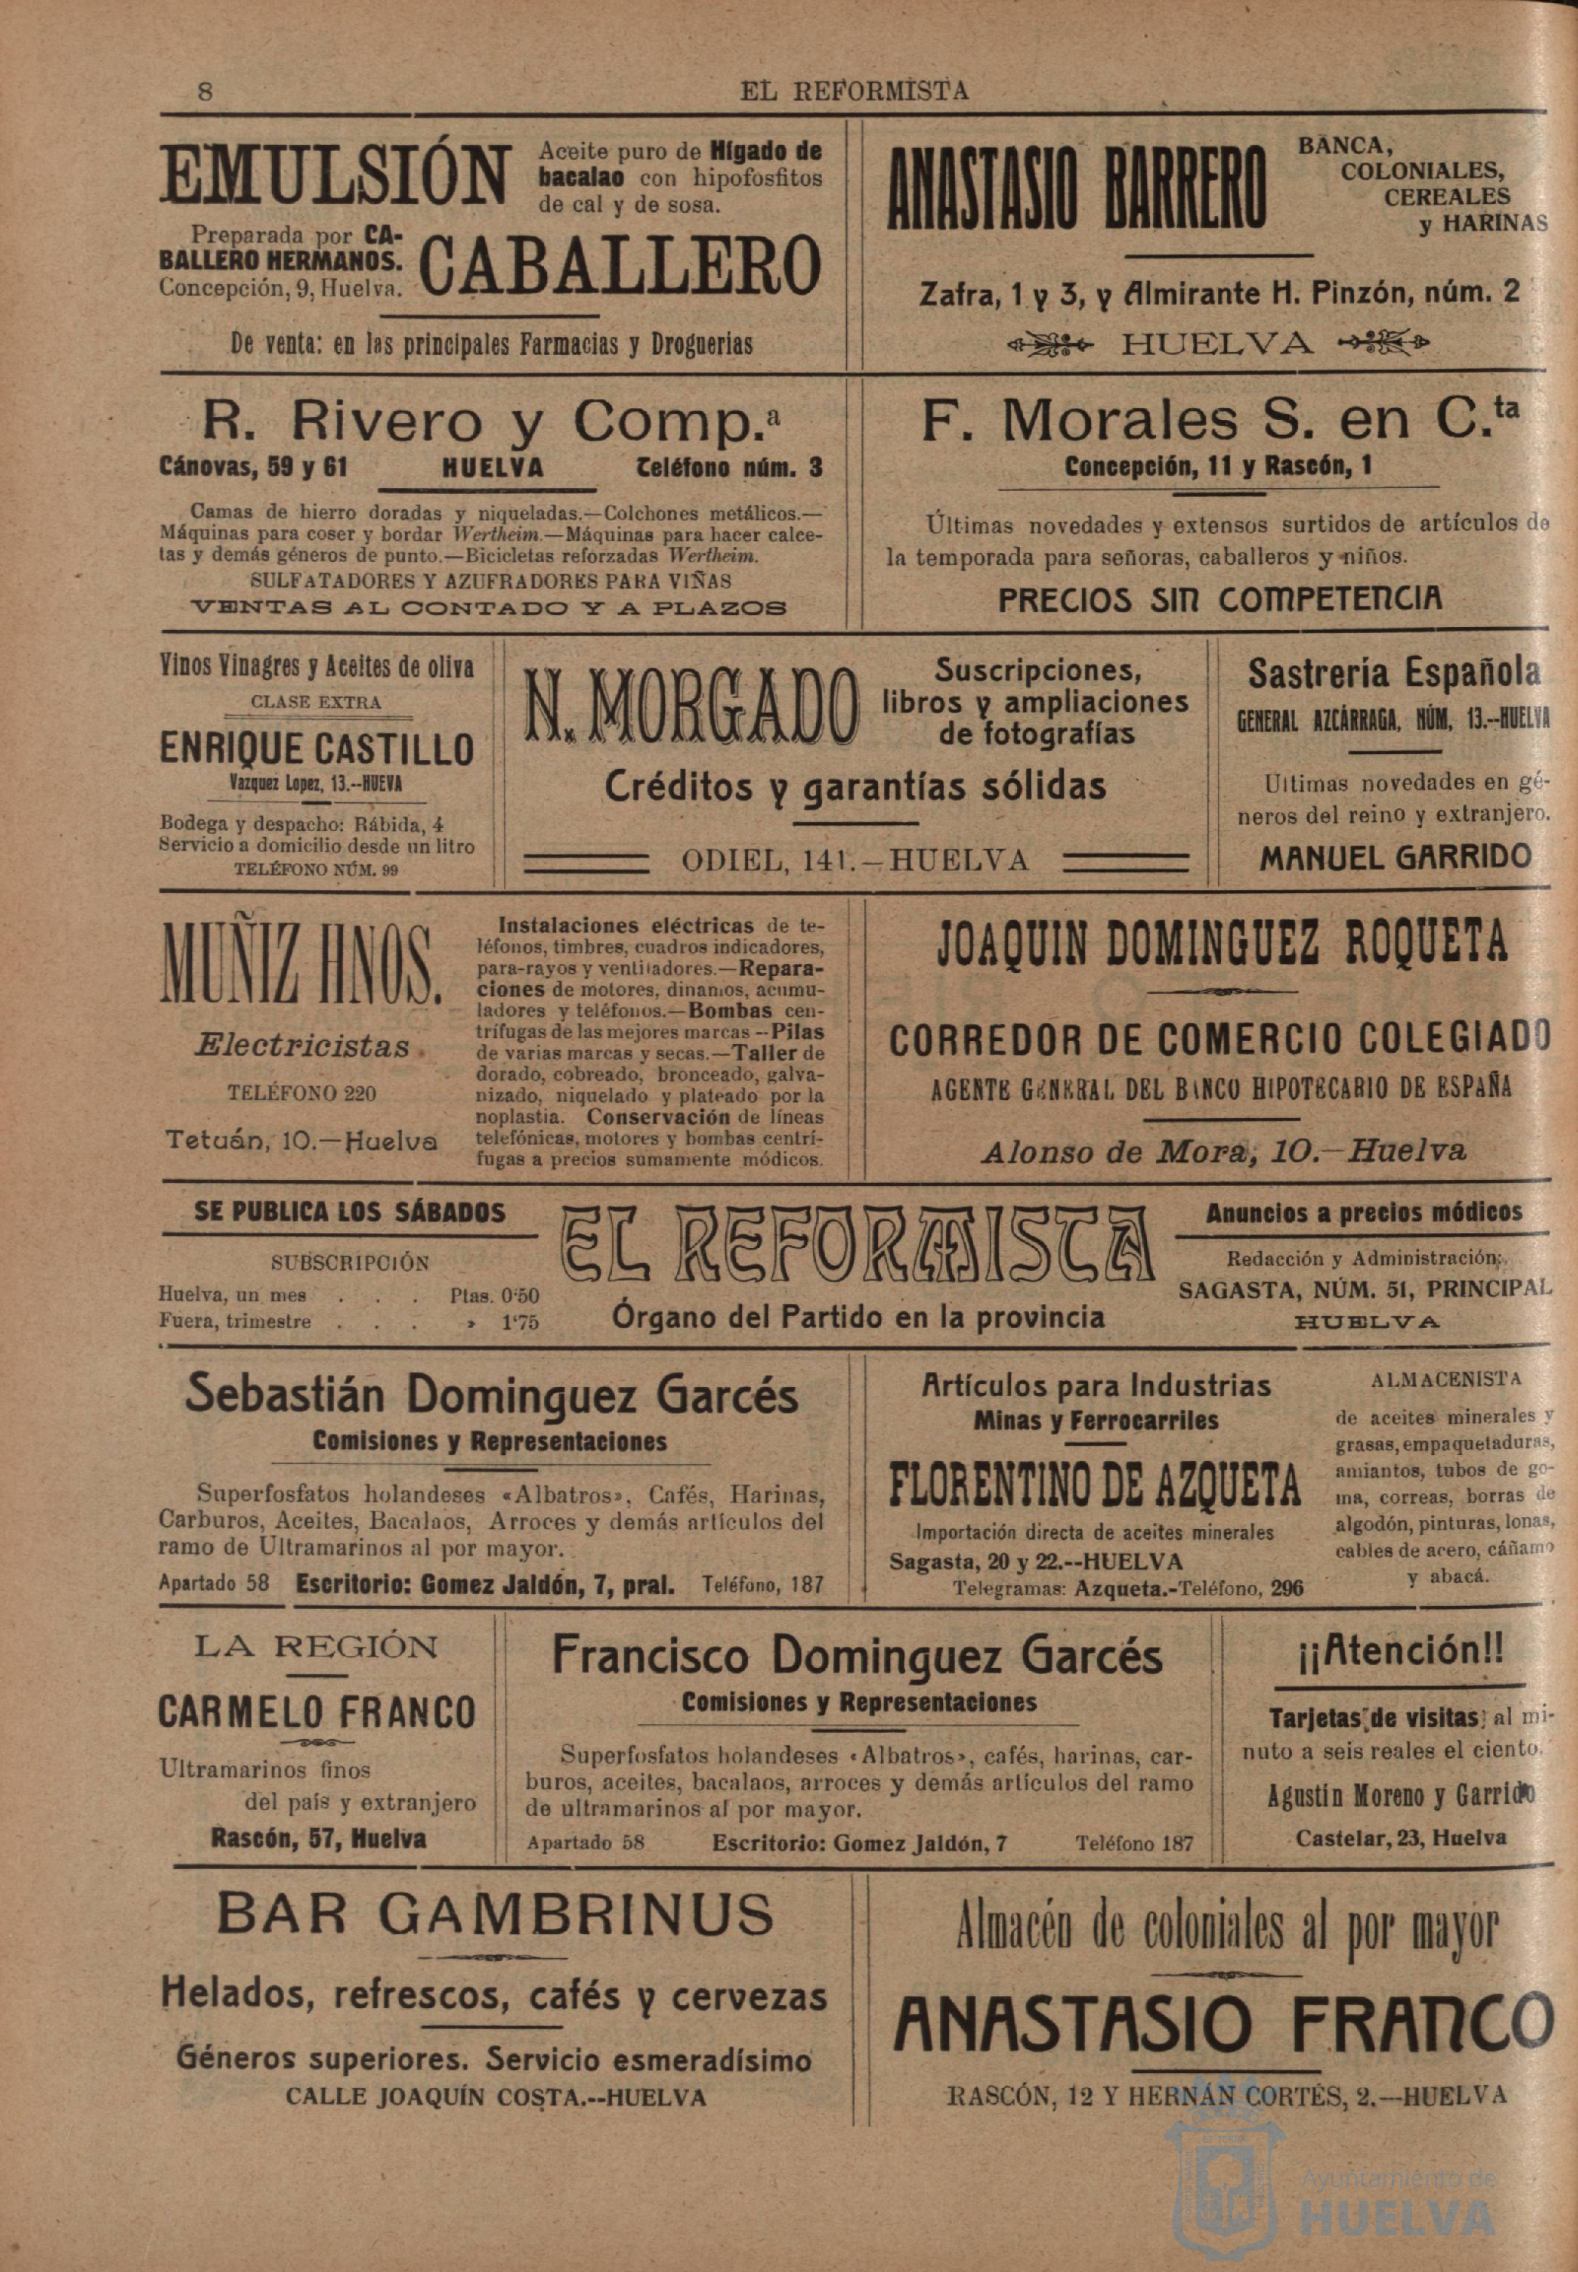 8
EL REFORMISTA
EMULSIÓN
Aceite puro de Hígado de
bacalao con hipofosfitos
de cal y de sosa.
Preparada por CA-
BALLERO HERMANOS.
Concepción, 9, Huelva.
CABALLERO
De venta: en las principales Farmacias y Droguerias
ANASTASIO BARRERO
BANCA,
COLONIALES,
CEREALES
y HARINAS
Zafra, 1 y 3, y Almirante H. Pinzón, núm. 2
HUELVA
R. Rivero y Comp.ª
Cánovas, 59 y 61 HUELVA Teléfono núm. 3
Camas de hierro doradas y niqueladas.—Colchones metálicos.—
Máquinas para coser y bordar Wertheim.—Máquinas para hacer calce-
tas y demás géneros de punto.—Bicicletas reforzadas Wertheim.
SULFATADORES Y AZUFRADORES PARA VIÑAS
VENTAS AL CONTADO Y A PLAZOS
F. Morales S. en C.ta
Concepción, 11 y Rascón, 1
Últimas novedades y extensos surtidos de artículos de
la temporada para señoras, caballeros y niños.
PRECIOS SIN COMPETENCIA
Vinos Vinagres y Aceites de oliva
CLASE EXTRA
ENRIQUE CASTILLO
Vazquez Lopez, 13.--HUEVA
Bodega y despacho: Rábida, 4
Servicio a domicilio desde un litro
TELÉFONO NÚM. 99
N. MORGADO
Suscripciones,
libros y ampliaciones
de fotografías
Créditos y garantías sólidas
ODIEL, 141.—HUELVA
Sastrería Española
GENERAL AZCÁRRAGA, NÚM, 13.--HUELVA
Ultimas novedades en gé-
neros del reino y extranjero.
MANUEL GARRIDO
MUÑIZ HNOS.
Electricistas
TELÉFONO 220
Tetuán, 10.—Huelva
Instalaciones eléctricas de te-
léfonos, timbres, cuadros indicadores,
para-rayos y ventiladores.—Repara-
ciones de motores, dinamos, acumu-
ladores y teléfonos.—Bombas cen-
trífugas de las mejores marcas--Pilas
de varias marcas y secas.—Taller de
dorado, cobreado, bronceado, galva-
nizado, niquelado y plateado por la
noplastia. Conservación de líneas
telefónicas, motores y bombas centrí-
fugas a precios sumamente módicos.
JOAQUIN DOMINGUEZ ROQUETA
CORREDOR DE COMERCIO COLEGIADO
AGENTE GENERAL DEL BANCO HIPOTECARIO DE ESPAÑA
Alonso de Mora, 10.—Huelva
SE PUBLICA LOS SÁBADOS
SUBSCRIPCIÓN
Huelva, un mes . . . Ptas. 0'50
Fuera, trimestre . . . » 1'75
EL REFORMISTA
Órgano del Partido en la provincia
Anuncios a precios módicos
Redacción y Administración:
SAGASTA, NÚM. 51, PRINCIPAL
HUELVA
Sebastián Dominguez Garcés
Comisiones y Representaciones
Superfosfatos holandeses «Albatros», Cafés, Harinas,
Carburos, Aceites, Bacalaos, Arroces y demás artículos del
ramo de Ultramarinos al por mayor.
Apartado 58 Escritorio: Gomez Jaldón, 7, pral. Teléfono, 187
Artículos para Industrias
Minas y Ferrocarriles
FLORENTINO DE AZQUETA
Importación directa de aceites minerales
Sagasta, 20 y 22.--HUELVA
Telegramas: Azqueta.-Teléfono, 296
ALMACENISTA
de aceites minerales y
grasas, empaquetaduras,
amiantos, tubos de go-
ma, correas, borras de
algodón, pinturas, lonas,
cables de acero, cáñamo
y abacá.
LA REGIÓN
CARMELO FRANCO
Ultramarinos finos
del país y extranjero
Rascón, 57, Huelva
Francisco Dominguez Garcés
Comisiones y Representaciones
Superfosfatos holandeses «Albatros», cafés, harinas, car-
buros, aceites, bacalaos, arroces y demás artículos del ramo
de ultramarinos al por mayor.
Apartado 58 Escritorio: Gomez Jaldón, 7 Teléfono 187
¡¡Atención!!
Tarjetas de visitas al mi-
nuto a seis reales el ciento.
Agustin Moreno y Garrido
Castelar, 23, Huelva
BAR GAMBRINUS
Helados, refrescos, cafés y cervezas
Géneros superiores. Servicio esmeradísimo
CALLE JOAQUÍN COSTA.--HUELVA
Almacén de coloniales al por mayor
ANASTASIO FRANCO
RASCÓN, 12 Y HERNÁN CORTÉS, 2.—HUELVA
Ayuntamiento de
HUELVA